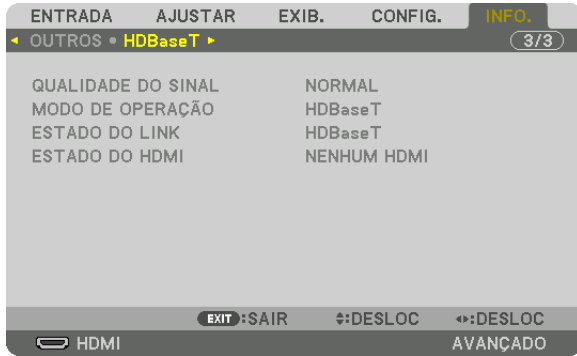 ENTRADA AJUSTAR EXIB. CONFIG. INFO.
◂ OUTROS • HDBaseT ▸ 3/3
QUALIDADE DO SINAL NORMAL
MODO DE OPERAÇÃO HDBaseT
ESTADO DO LINK HDBaseT
ESTADO DO HDMI NENHUM HDMI
EXIT :SAIR ♦:DESLOC ◂▸:DESLOC
HDMI AVANÇADO